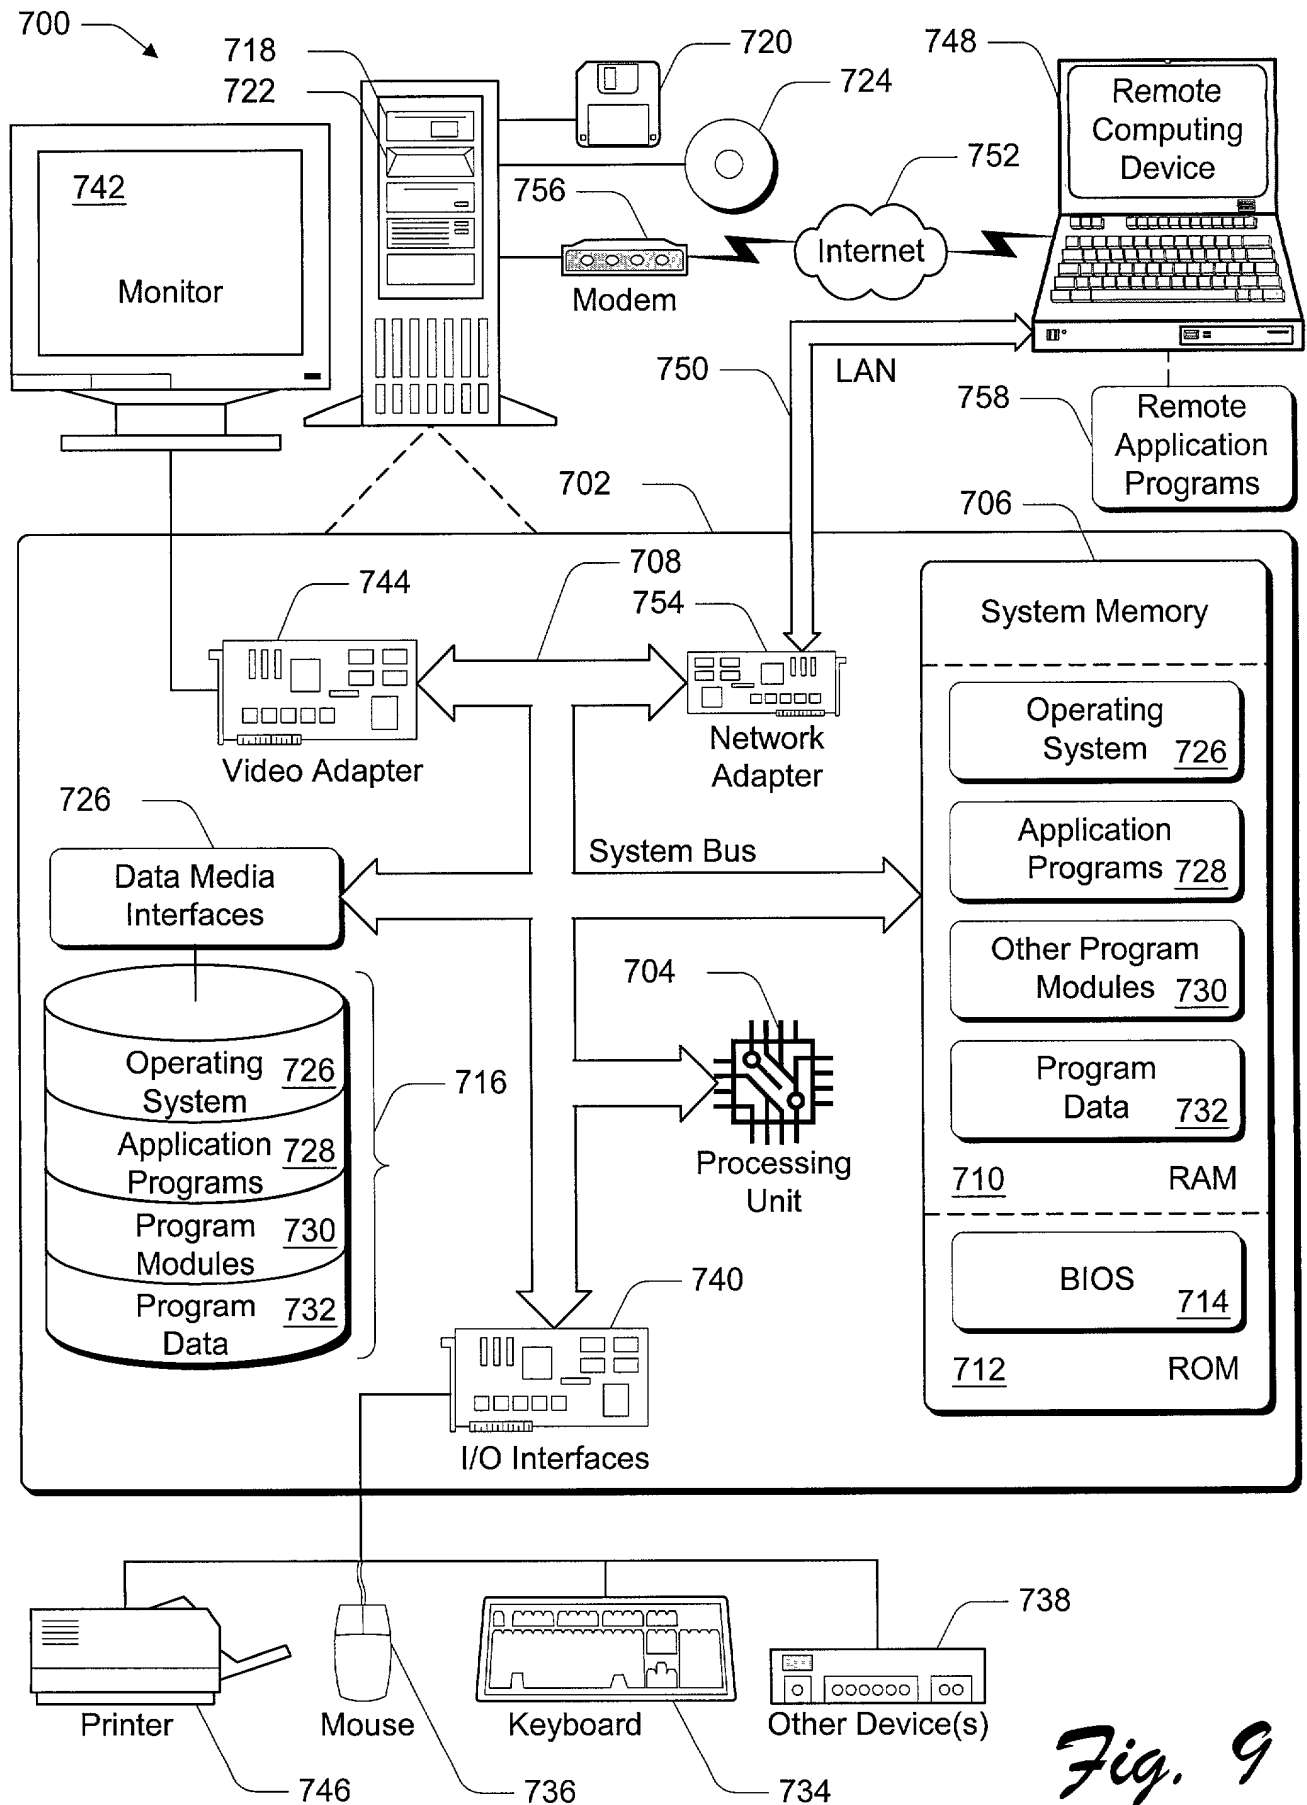 700
718
722
720
724
748
Remote
Computing
Device
742
Monitor
756
Modem
752
Internet
750
LAN
758
Remote
Application
Programs
702
706
744
708
754
System Memory
Video Adapter
Network
Adapter
Operating
System 726
726
Data Media
Interfaces
System Bus
Application
Programs 728
704
Other Program
Modules 730
Operating
System 726
716
Processing
Unit
Program
Data 732
Application
Programs 728
710 RAM
Program
Modules 730
740
BIOS
714
Program
Data 732
712 ROM
I/O Interfaces
738
Printer
Mouse
Keyboard
Other Device(s)
746
736
734
Fig. 9